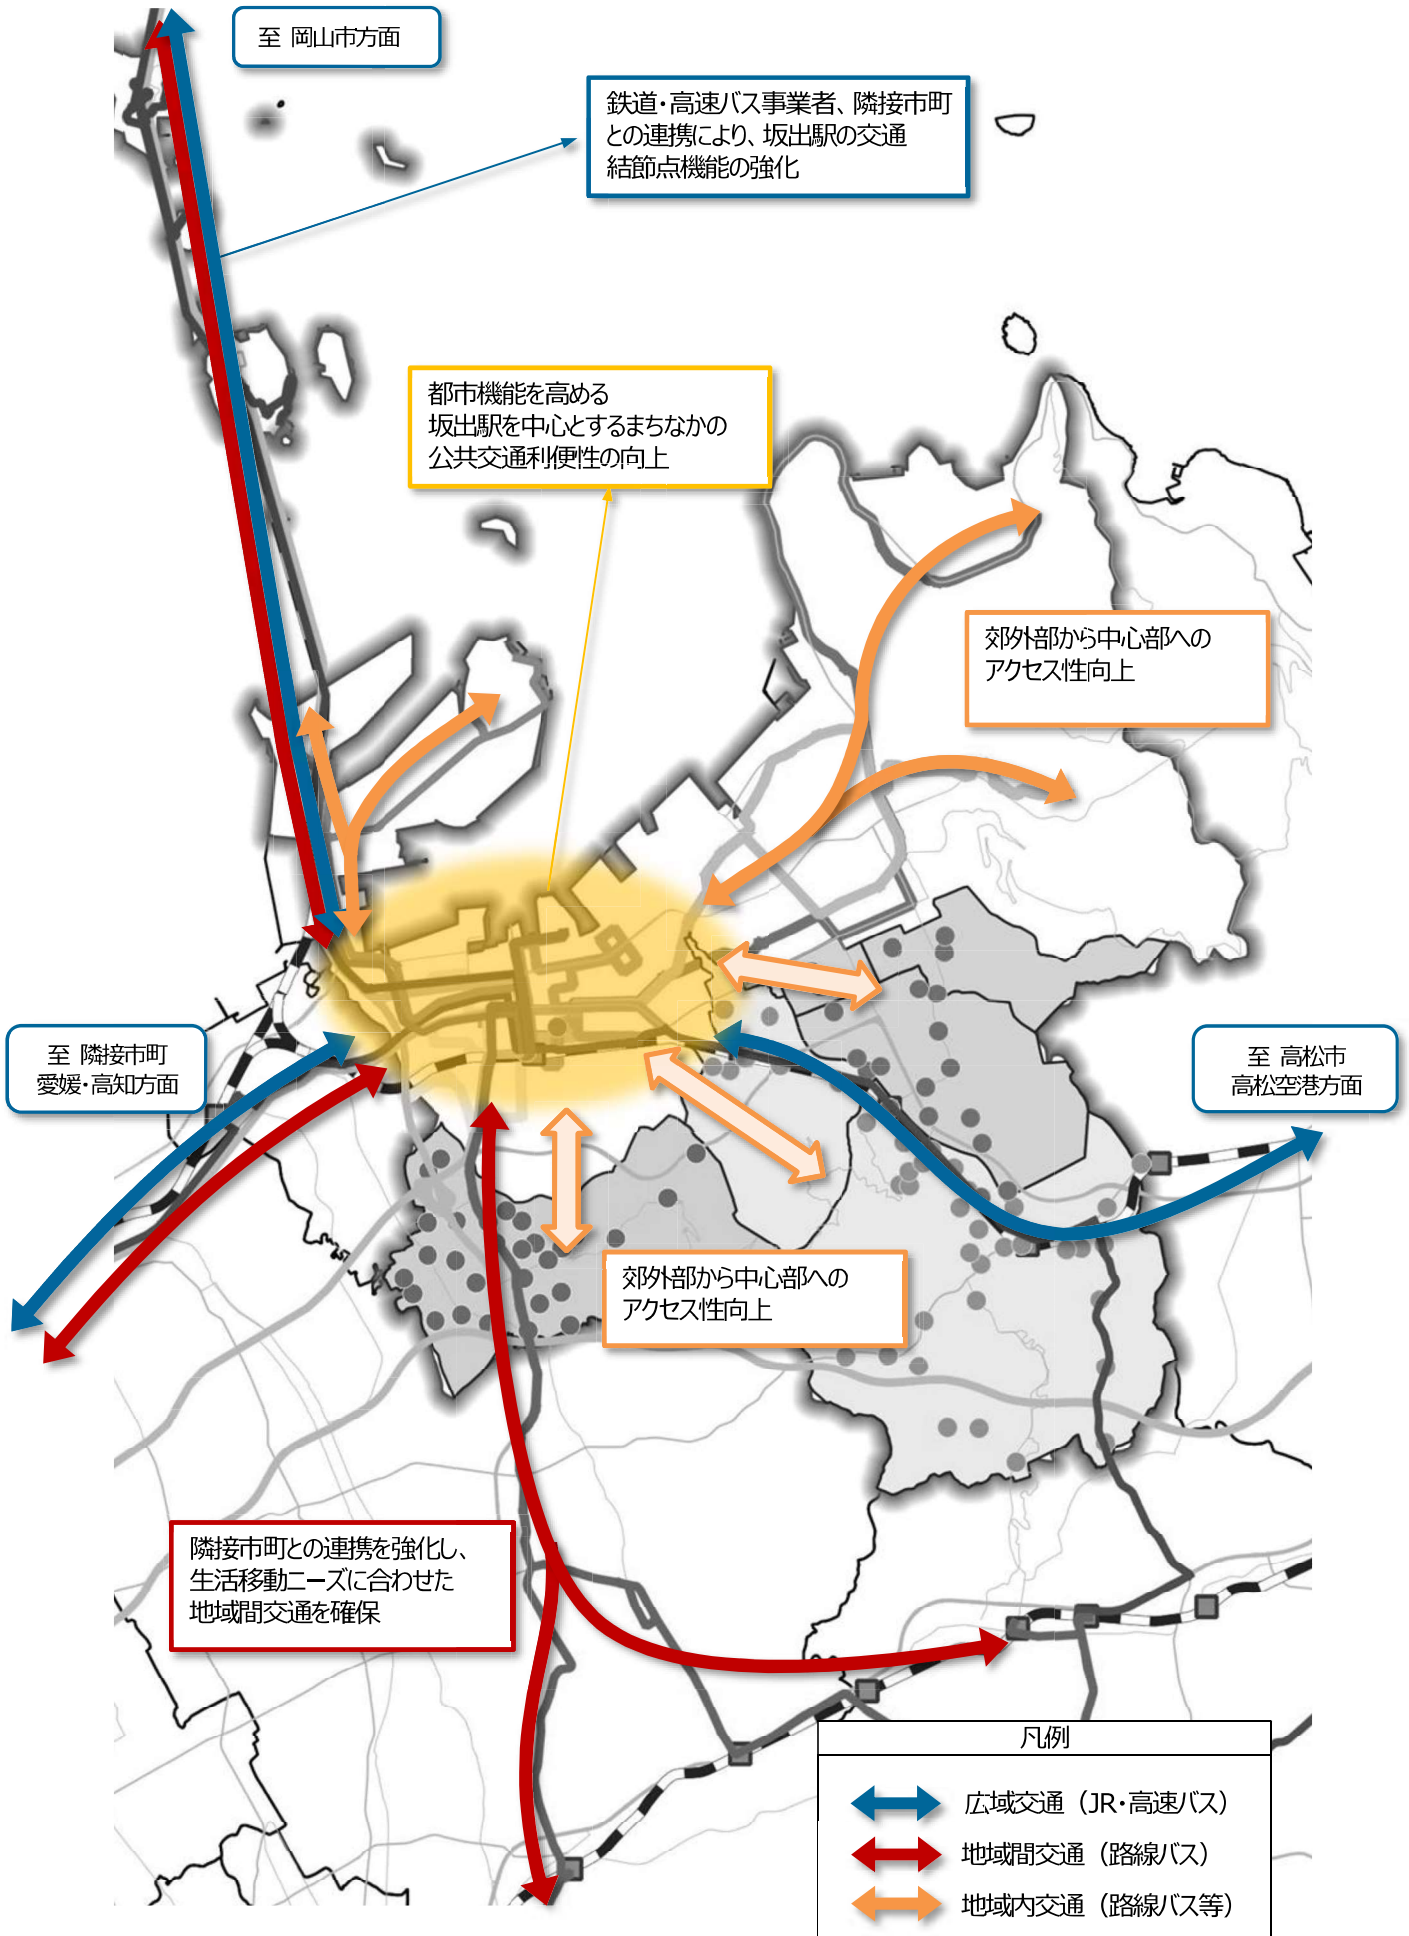 至 岡山市方面
鉄道・高速バス事業者、隣接市町
との連携により、坂出駅の交通
結節点機能の強化
都市機能を高める
坂出駅を中心とするまちなかの
公共交通利便性の向上
郊外部から中心部への
アクセス性向上
至 隣接市町
愛媛・高知方面
至 高松市
高松空港方面
郊外部から中心部への
アクセス性向上
隣接市町との連携を強化し、
生活移動ニーズに合わせた
地域間交通を確保
凡例
広域交通（JR・高速バス）
地域間交通（路線バス）
地域内交通（路線バス等）